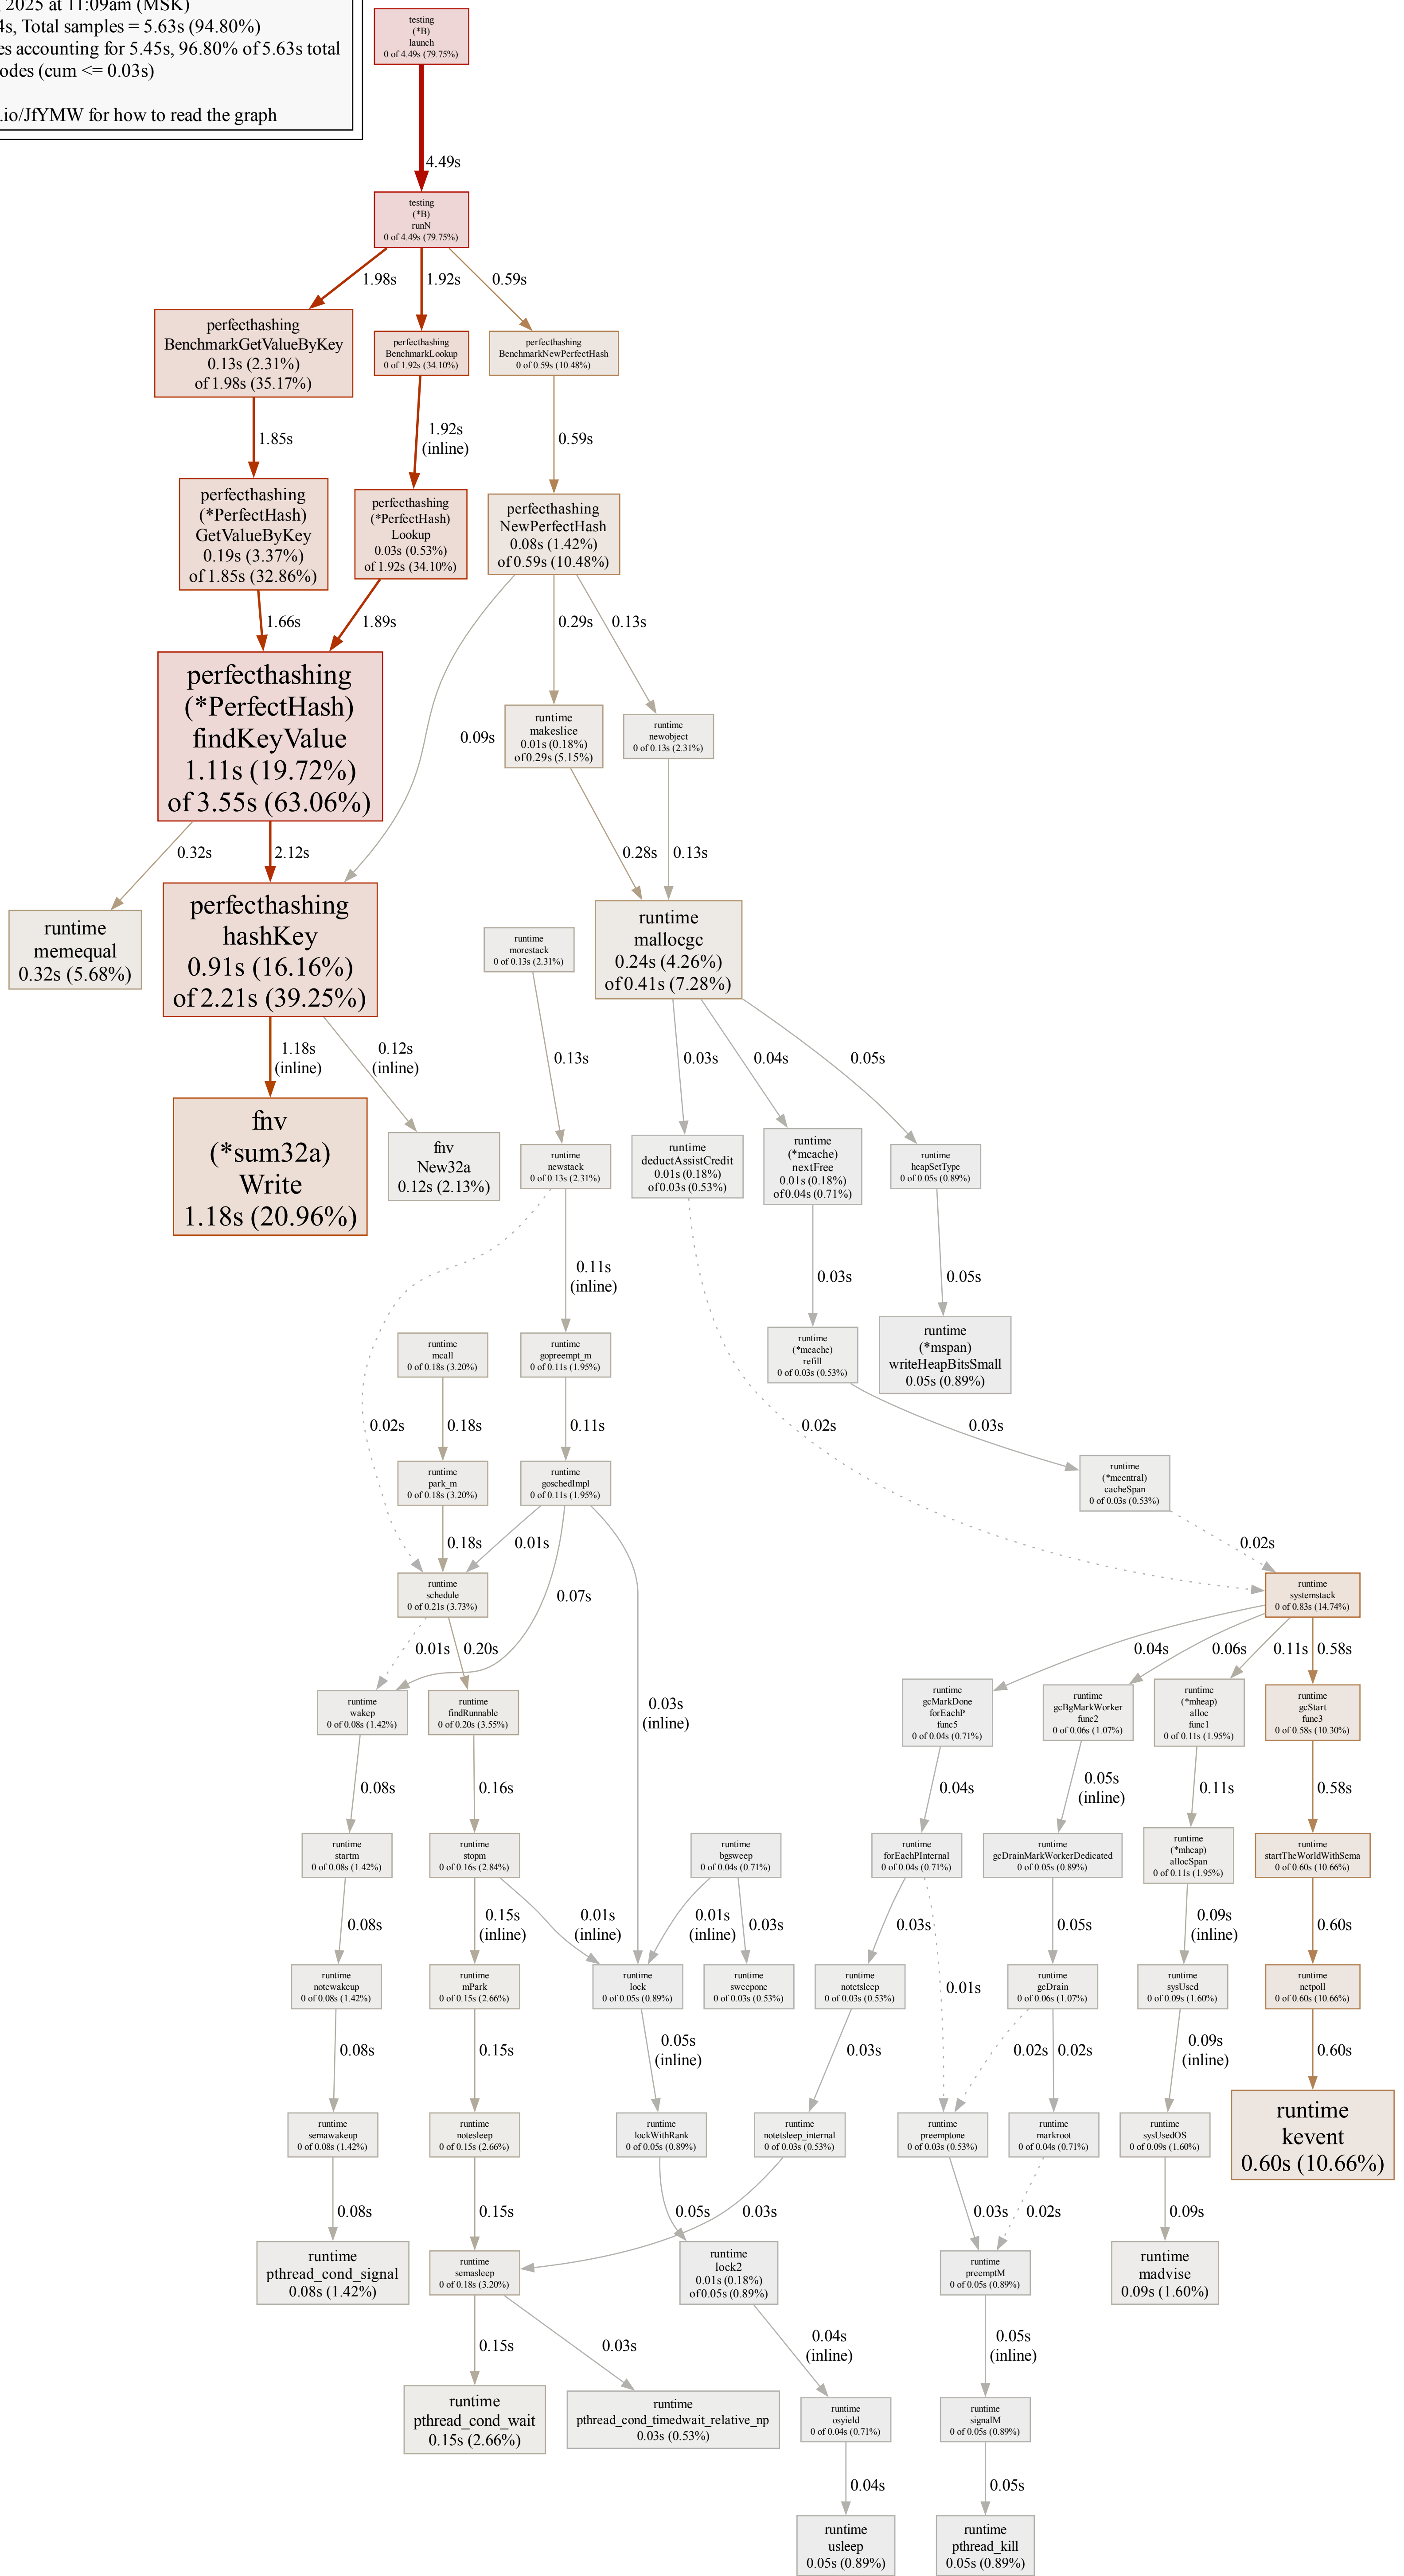 , 2025 at 11:09am (MSK)
4s, Total samples = 5.63s (94.80%)
es accounting for 5.45s, 96.80% of 5.63s total
odes (cum <= 0.03s)
.io/JfYMW for how to read the graph
testing
(*B)
launch
0 of 4.49s (79.75%)
4.49s
testing
(*B)
runN
0 of 4.49s (79.75%)
1.98s
1.92s
0.59s
perfecthashing
BenchmarkGetValueByKey
0.13s (2.31%)
of 1.98s (35.17%)
perfecthashing
BenchmarkLookup
0 of 1.92s (34.10%)
perfecthashing
BenchmarkNewPerfectHash
0 of 0.59s (10.48%)
1.85s
1.92s
(inline)
0.59s
perfecthashing
(*PerfectHash)
GetValueByKey
0.19s (3.37%)
of 1.85s (32.86%)
perfecthashing
(*PerfectHash)
Lookup
0.03s (0.53%)
of 1.92s (34.10%)
perfecthashing
NewPerfectHash
0.08s (1.42%)
of 0.59s (10.48%)
1.66s
1.89s
0.29s
0.13s
perfecthashing
(*PerfectHash)
findKeyValue
1.11s (19.72%)
of 3.55s (63.06%)
0.09s
runtime
makeslice
0.01s (0.18%)
of 0.29s (5.15%)
runtime
newobject
0 of 0.13s (2.31%)
0.32s
2.12s
0.28s
0.13s
runtime
memequal
0.32s (5.68%)
perfecthashing
hashKey
0.91s (16.16%)
of 2.21s (39.25%)
runtime
morestack
0 of 0.13s (2.31%)
runtime
mallocgc
0.24s (4.26%)
of 0.41s (7.28%)
1.18s
(inline)
0.12s
(inline)
0.13s
0.03s
0.04s
0.05s
fnv
(*sum32a)
Write
1.18s (20.96%)
fnv
New32a
0.12s (2.13%)
runtime
newstack
0 of 0.13s (2.31%)
runtime
deductAssistCredit
0.01s (0.18%)
of 0.03s (0.53%)
runtime
(*mcache)
nextFree
0.01s (0.18%)
of 0.04s (0.71%)
runtime
heapSetType
0 of 0.05s (0.89%)
0.11s
(inline)
0.03s
0.05s
runtime
mcall
0 of 0.18s (3.20%)
runtime
gopreempt_m
0 of 0.11s (1.95%)
runtime
(*mcache)
refill
0 of 0.03s (0.53%)
runtime
(*mspan)
writeHeapBitsSmall
0.05s (0.89%)
0.02s
0.18s
0.11s
0.02s
0.03s
runtime
park_m
0 of 0.18s (3.20%)
runtime
goschedImpl
0 of 0.11s (1.95%)
runtime
(*mcentral)
cacheSpan
0 of 0.03s (0.53%)
0.18s
0.01s
0.02s
runtime
schedule
0 of 0.21s (3.73%)
0.07s
runtime
systemstack
0 of 0.83s (14.74%)
0.01s
0.20s
0.04s
0.06s
0.11s
0.58s
runtime
wakep
0 of 0.08s (1.42%)
runtime
findRunnable
0 of 0.20s (3.55%)
0.03s
(inline)
runtime
gcMarkDone
forEachP
func5
0 of 0.04s (0.71%)
runtime
gcBgMarkWorker
func2
0 of 0.06s (1.07%)
runtime
(*mheap)
alloc
func1
0 of 0.11s (1.95%)
runtime
gcStart
func3
0 of 0.58s (10.30%)
0.08s
0.16s
0.04s
0.05s
(inline)
0.11s
0.58s
runtime
startm
0 of 0.08s (1.42%)
runtime
stopm
0 of 0.16s (2.84%)
runtime
bgsweep
0 of 0.04s (0.71%)
runtime
forEachPInternal
0 of 0.04s (0.71%)
runtime
gcDrainMarkWorkerDedicated
0 of 0.05s (0.89%)
runtime
(*mheap)
allocSpan
0 of 0.11s (1.95%)
runtime
startTheWorldWithSema
0 of 0.60s (10.66%)
0.08s
0.15s
(inline)
0.01s
(inline)
0.01s
(inline)
0.03s
0.03s
0.05s
0.09s
(inline)
0.60s
runtime
notewakeup
0 of 0.08s (1.42%)
runtime
mPark
0 of 0.15s (2.66%)
runtime
lock
0 of 0.05s (0.89%)
runtime
sweepone
0 of 0.03s (0.53%)
runtime
notetsleep
0 of 0.03s (0.53%)
0.01s
runtime
gcDrain
0 of 0.06s (1.07%)
runtime
sysUsed
0 of 0.09s (1.60%)
runtime
netpoll
0 of 0.60s (10.66%)
0.08s
0.15s
0.05s
(inline)
0.03s
0.02s
0.02s
0.09s
(inline)
0.60s
runtime
semawakeup
0 of 0.08s (1.42%)
runtime
notesleep
0 of 0.15s (2.66%)
runtime
lockWithRank
0 of 0.05s (0.89%)
runtime
notetsleep_internal
0 of 0.03s (0.53%)
runtime
preemptone
0 of 0.03s (0.53%)
runtime
markroot
0 of 0.04s (0.71%)
runtime
sysUsedOS
0 of 0.09s (1.60%)
runtime
kevent
0.60s (10.66%)
0.08s
0.15s
0.05s
0.03s
0.03s
0.02s
0.09s
runtime
pthread_cond_signal
0.08s (1.42%)
runtime
semasleep
0 of 0.18s (3.20%)
runtime
lock2
0.01s (0.18%)
of 0.05s (0.89%)
runtime
preemptM
0 of 0.05s (0.89%)
runtime
madvise
0.09s (1.60%)
0.15s
0.03s
0.04s
(inline)
0.05s
(inline)
runtime
pthread_cond_wait
0.15s (2.66%)
runtime
pthread_cond_timedwait_relative_np
0.03s (0.53%)
runtime
osyield
0 of 0.04s (0.71%)
runtime
signalM
0 of 0.05s (0.89%)
0.04s
0.05s
runtime
usleep
0.05s (0.89%)
runtime
pthread_kill
0.05s (0.89%)